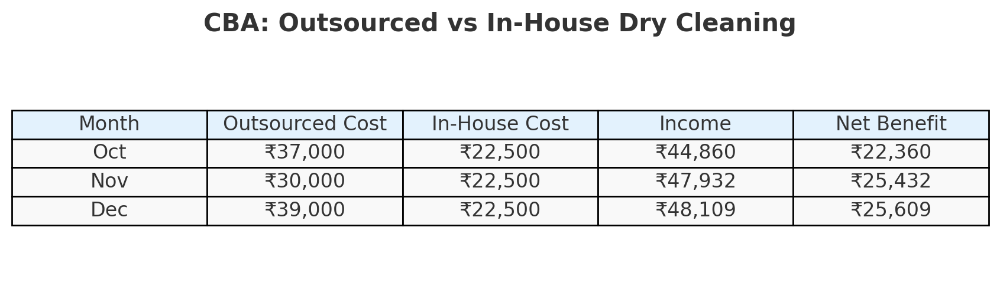 CBA: Outsourced vs In-House Dry Cleaning
Month Outsourced Cost In-House Cost Income Net Benefit
Oct ₹37,000 ₹22,500 ₹44,860 ₹22,360
Nov ₹30,000 ₹22,500 ₹47,932 ₹25,432
Dec ₹39,000 ₹22,500 ₹48,109 ₹25,609